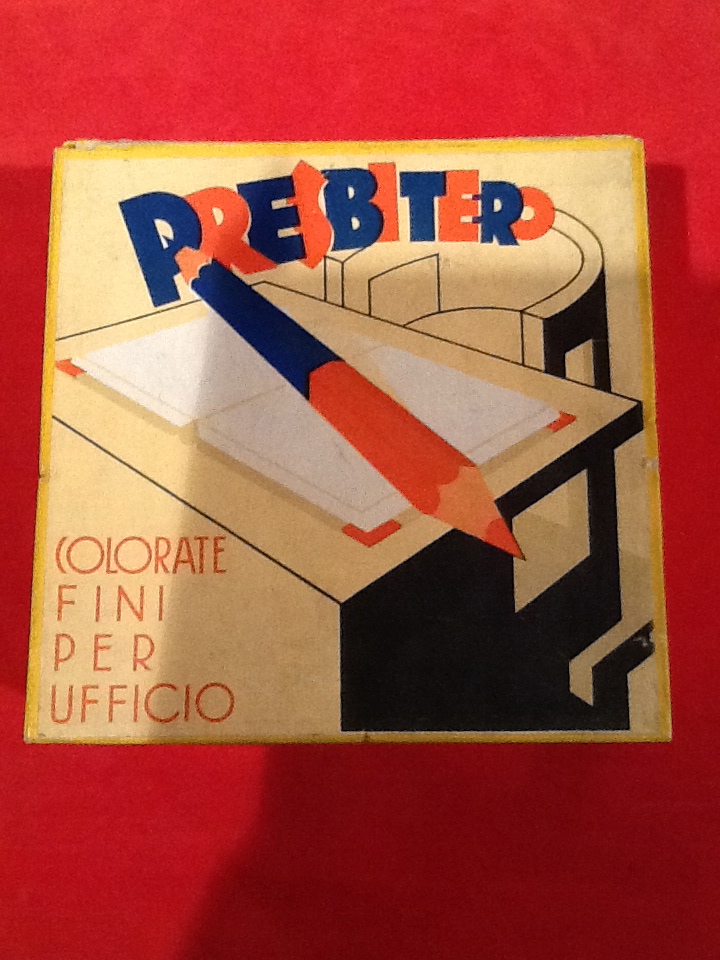 PRESBITERO
COLORATE
FINI
PER
UFFICIO